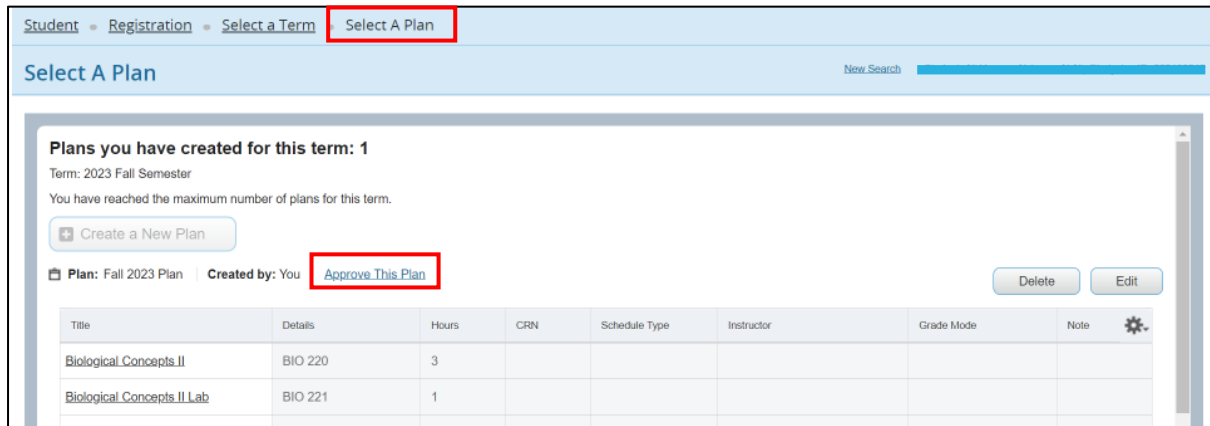 Student Registration Select a Term Select A Plan
Select A Plan New Search
Plans you have created for this term: 1
Term: 2023 Fall Semester
You have reached the maximum number of plans for this term.
Create a New Plan
Plan: Fall 2023 Plan Created by: You Approve This Plan Delete Edit
Title Details Hours CRN Schedule Type Instructor Grade Mode Note
Biological Concepts II BIO 220 3
Biological Concepts II Lab BIO 221 1